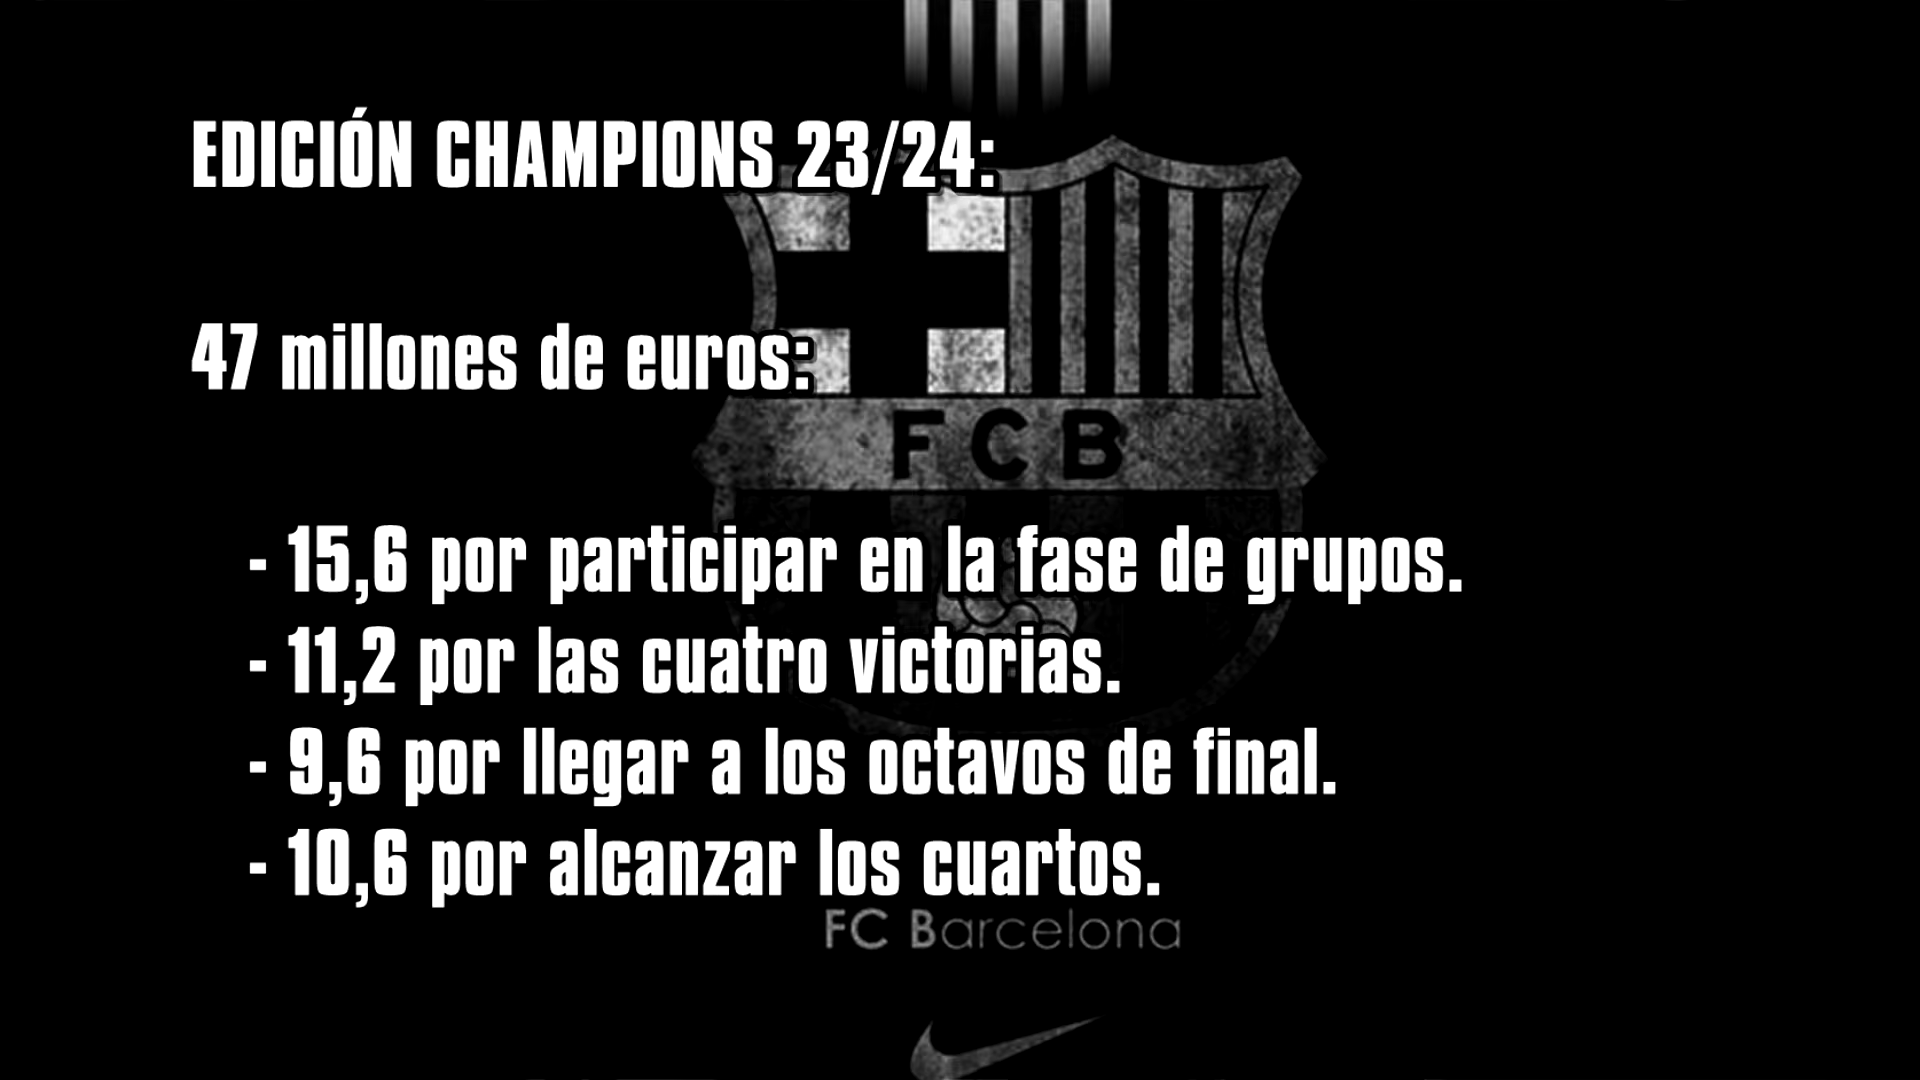 EDICIÓN CHAMPIONS 23/24:
47 millones de euros:
FCB
- 15,6 por participar en la fase de grupos.
- 11,2 por las cuatro victorias.
- 9,6 por llegar a los octavos de final.
- 10,6 por alcanzar los cuartos.
FC Barcelona